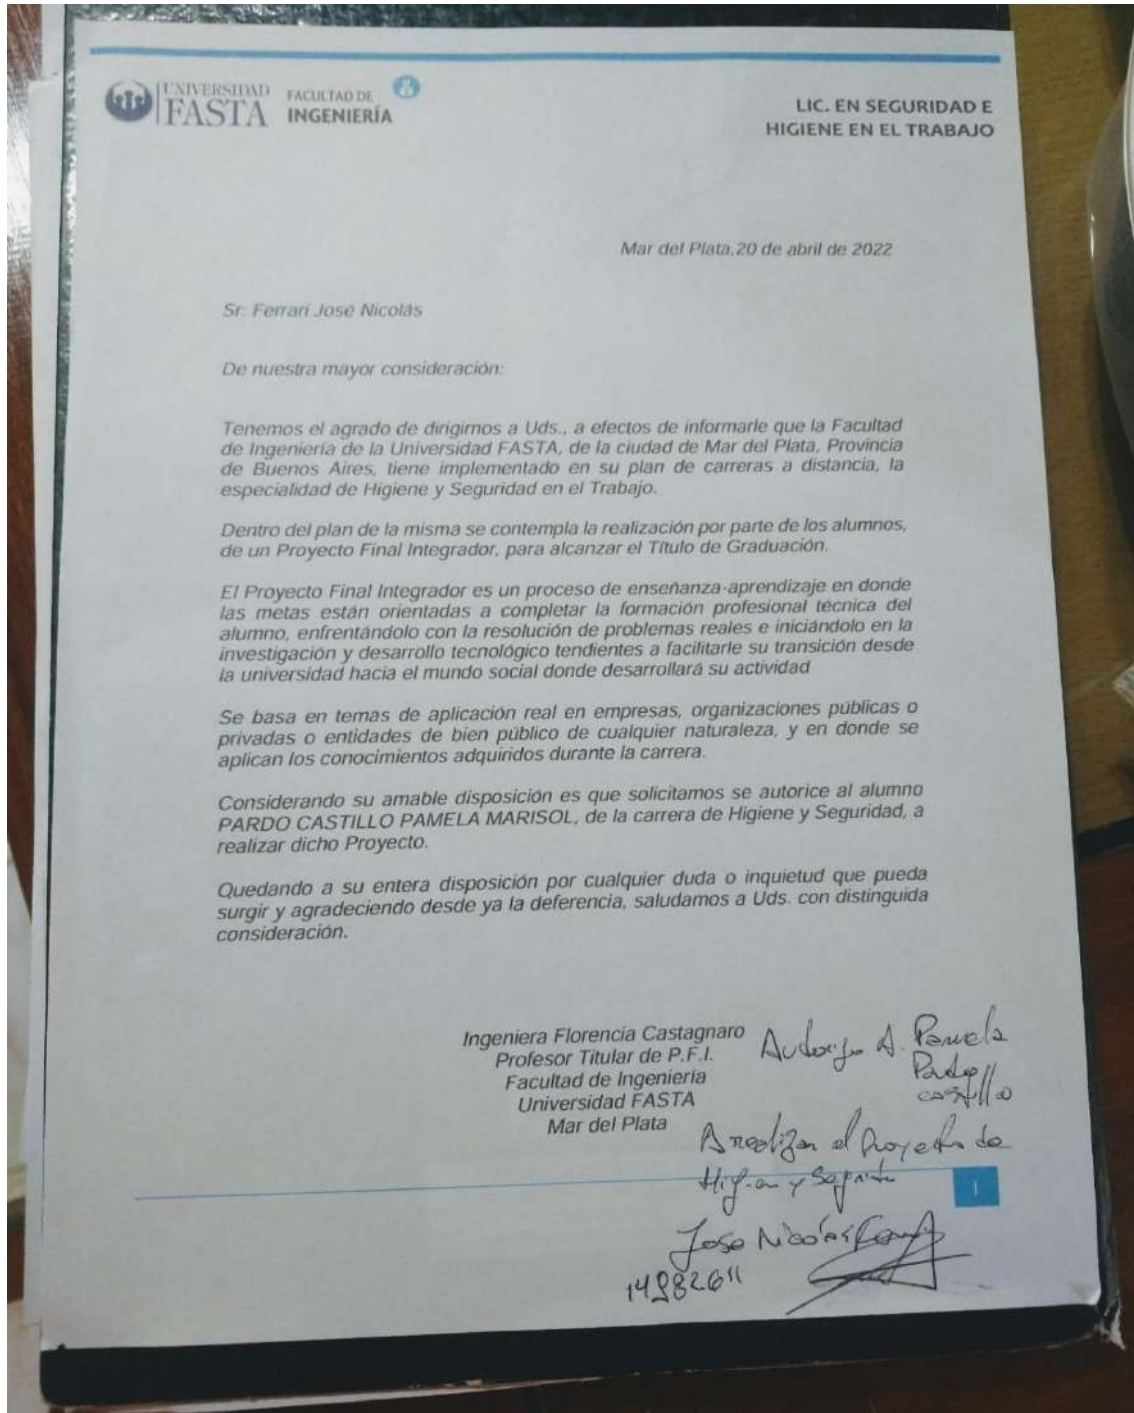 UNIVERSIDAD
FASTA
FACULTAD DE
INGENIERÍA
LIC. EN SEGURIDAD E
HIGIENE EN EL TRABAJO
Mar del Plata,20 de abril de 2022
Sr: Ferrari José Nicolás
De nuestra mayor consideración:
Tenemos el agrado de dirigirnos a Uds., a efectos de informarle que la Facultad
de Ingeniería de la Universidad FASTA, de la ciudad de Mar del Plata, Provincia
de Buenos Aires, tiene implementado en su plan de carreras a distancia, la
especialidad de Higiene y Seguridad en el Trabajo.
Dentro del plan de la misma se contempla la realización por parte de los alumnos,
de un Proyecto Final Integrador, para alcanzar el Título de Graduación.
El Proyecto Final Integrador es un proceso de enseñanza-aprendizaje en donde
las metas están orientadas a completar la formación profesional técnica del
alumno, enfrentándolo con la resolución de problemas reales e iniciándolo en la
investigación y desarrollo tecnológico tendientes a facilitarle su transición desde
la universidad hacia el mundo social donde desarrollará su actividad
Se basa en temas de aplicación real en empresas, organizaciones públicas o
privadas o entidades de bien público de cualquier naturaleza, y en donde se
aplican los conocimientos adquiridos durante la carrera.
Considerando su amable disposición es que solicitamos se autorice al alumno
PARDO CASTILLO PAMELA MARISOL, de la carrera de Higiene y Seguridad, a
realizar dicho Proyecto.
Quedando a su entera disposición por cualquier duda o inquietud que pueda
surgir y agradeciendo desde ya la deferencia, saludamos a Uds. con distinguida
consideración.
Ingeniera Florencia Castagnaro
Profesor Titular de P.F.I.
Facultad de Ingeniería
Universidad FASTA
Mar del Plata
Autorizo A. Pamela
Pardo
castillo
A realizar el Proyecto de
Higiene y Seguridad
1
Jose Nicolás Ferrari
14982611